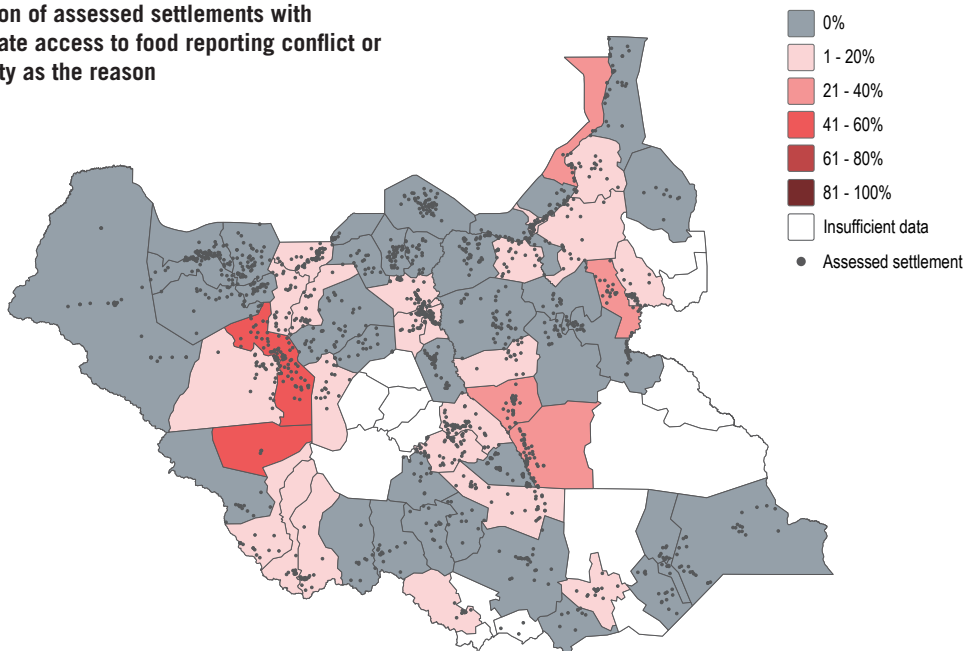 on of assessed settlements with
ate access to food reporting conflict or
ty as the reason
0%
1 - 20%
21 - 40%
41 - 60%
61 - 80%
81 - 100%
Insufficient data
Assessed settlement